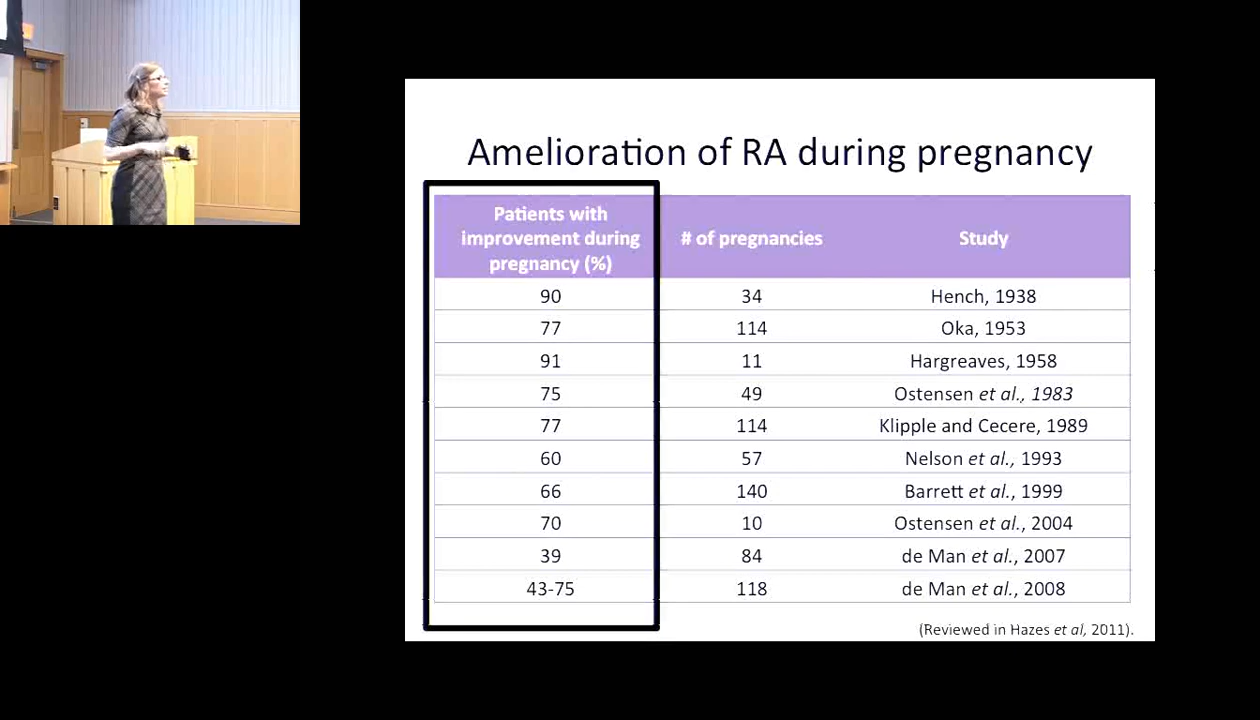 Amelioration of RA during pregnancy
Patients with
improvement during
pregnancy (%)
# of pregnancies
Study
90 34 Hench, 1938
77 114 Oka, 1953
91 11 Hargreaves, 1958
75 49 Ostensen et al., 1983
77 114 Klipple and Cecere, 1989
60 57 Nelson et al., 1993
66 140 Barrett et al., 1999
70 10 Ostensen et al., 2004
39 84 de Man et al., 2007
43-75 118 de Man et al., 2008
(Reviewed in Hazes et al, 2011).